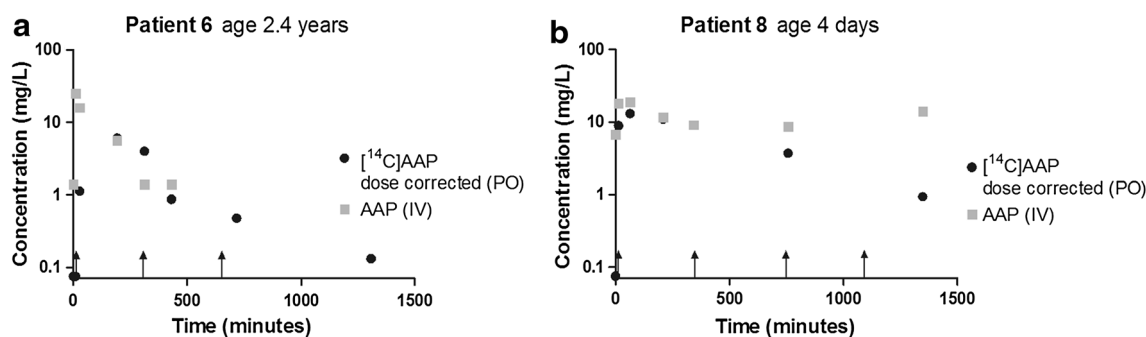 a Patient 6 age 2.4 years
Concentration (mg/L)
100
10
1
0.1
0 500 1000 1500
Time (minutes)
[¹⁴C]AAP
dose corrected (PO)
AAP (IV)
b Patient 8 age 4 days
Concentration (mg/L)
100
10
1
0.1
0 500 1000 1500
Time (minutes)
[¹⁴C]AAP
dose corrected (PO)
AAP (IV)